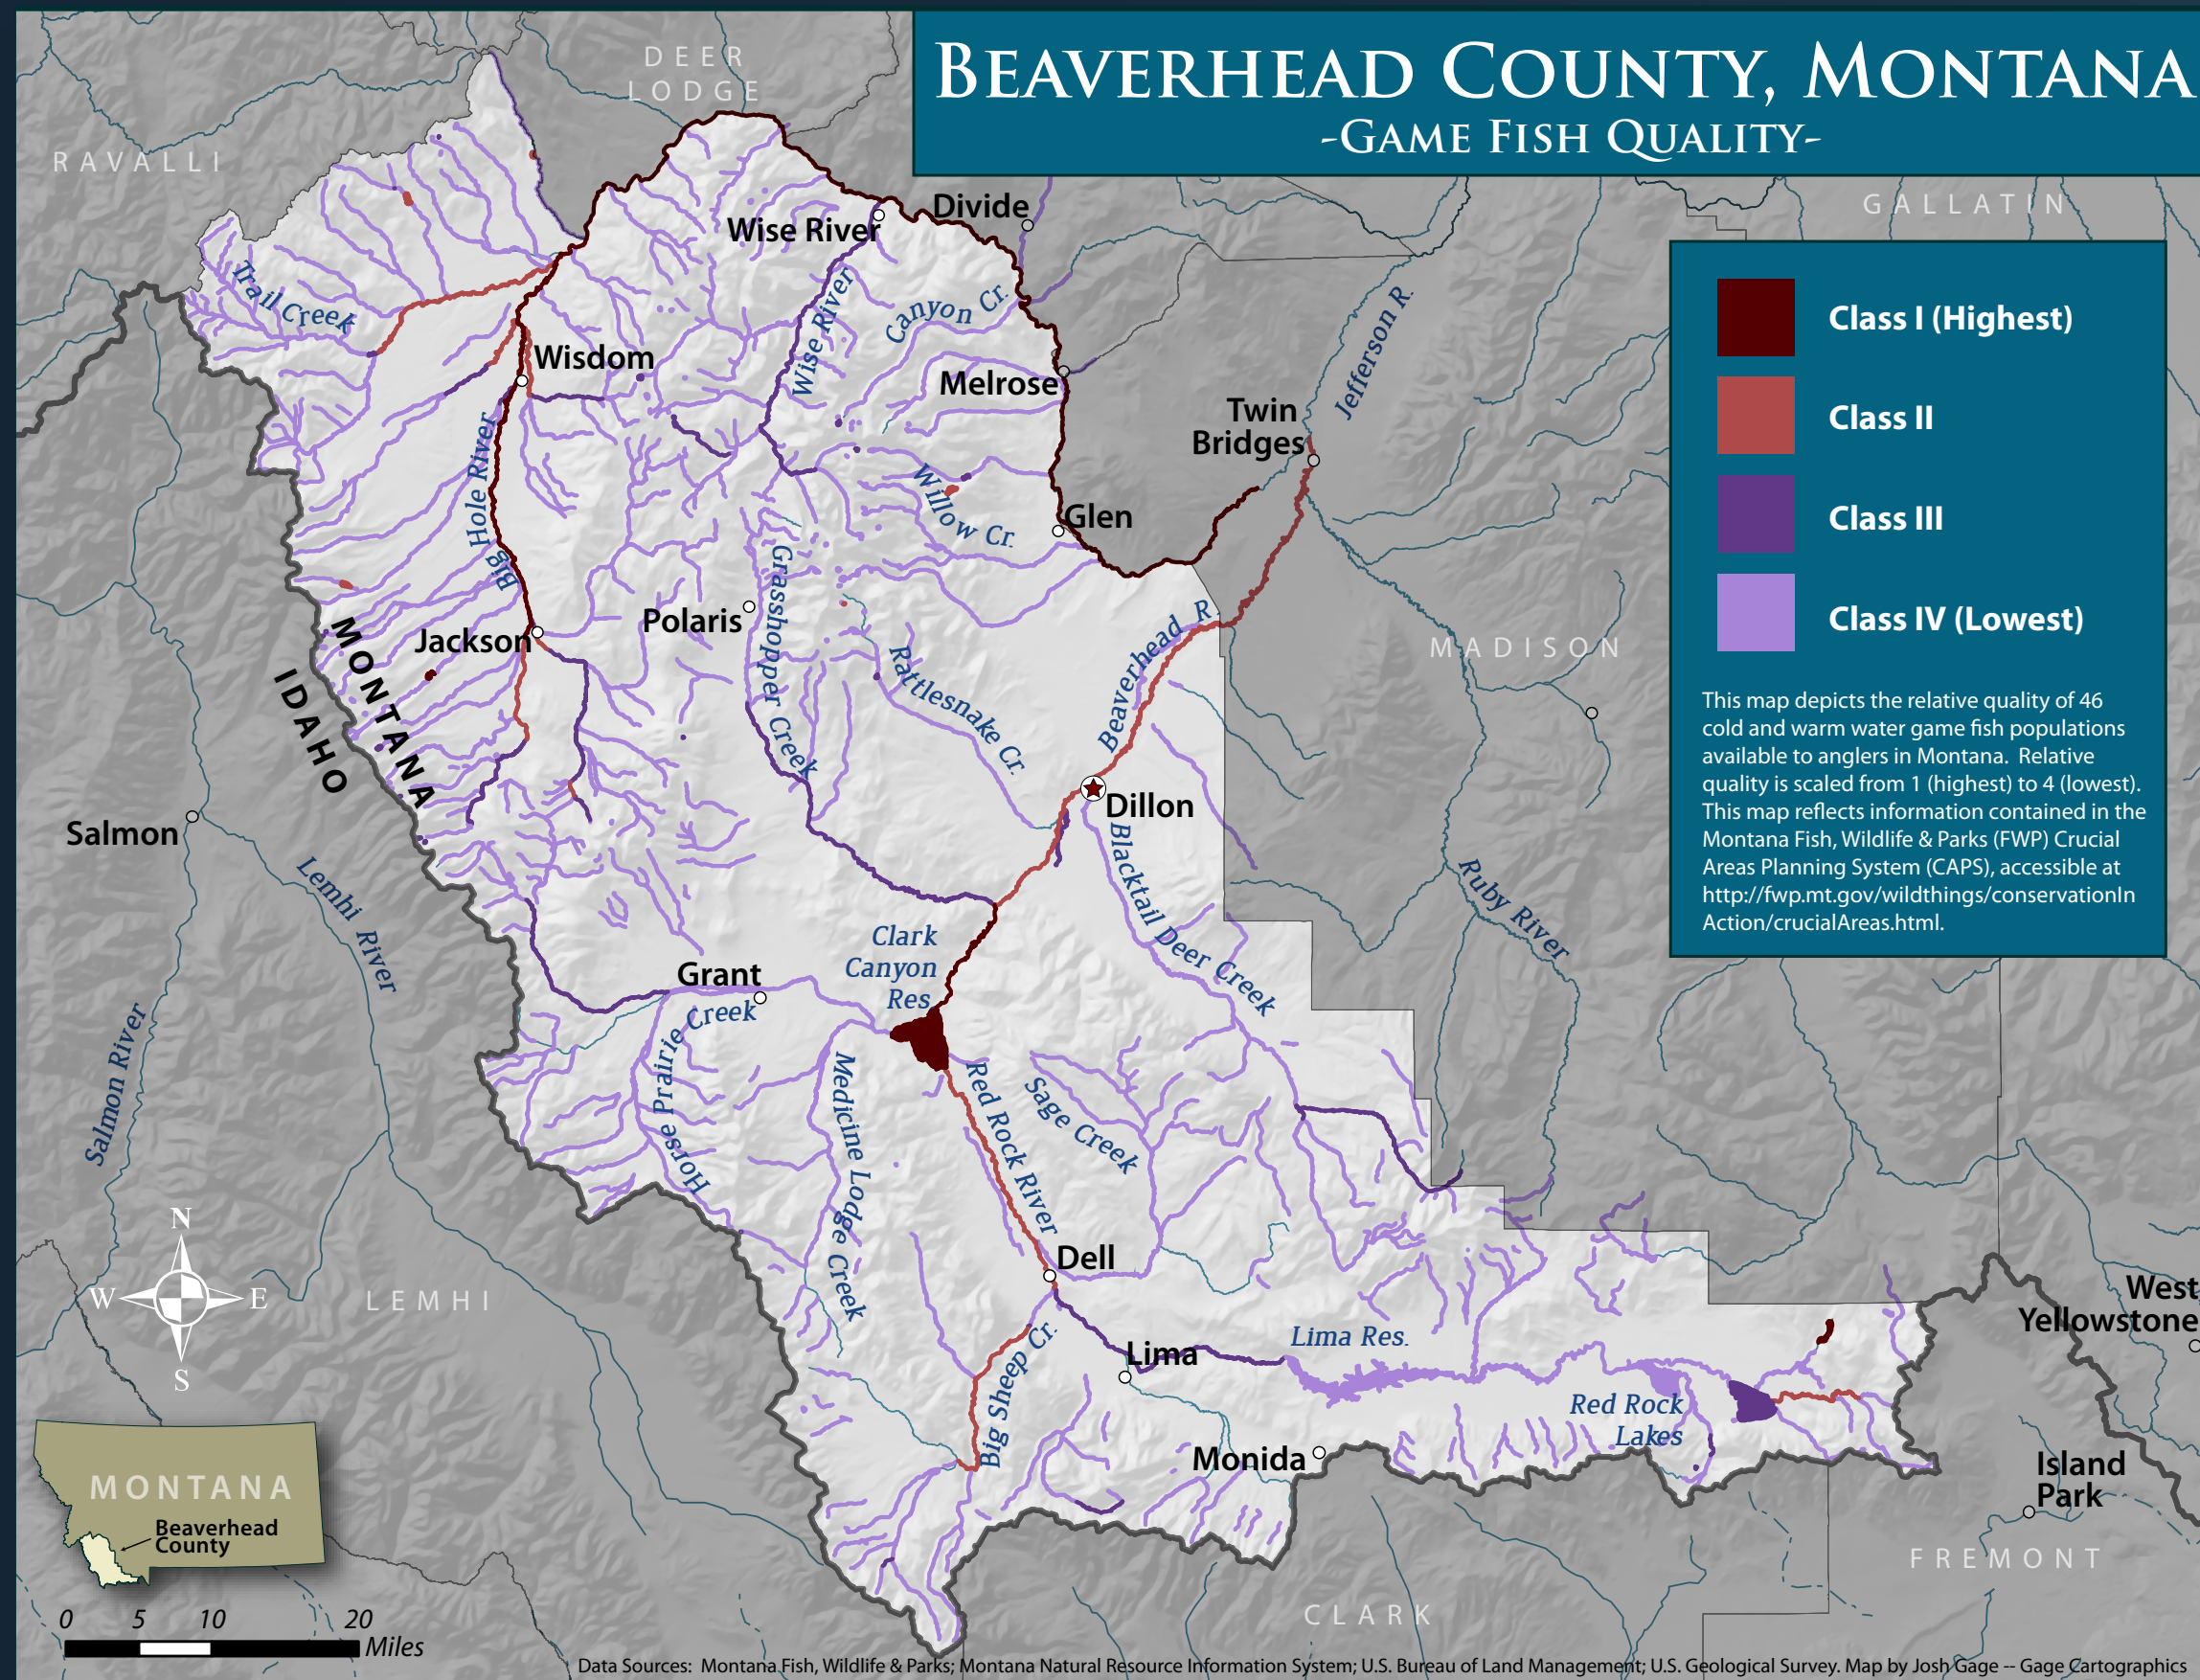 BEAVERHEAD COUNTY, MONTANA
-GAME FISH QUALITY-
DEER
LODGE
RAVALLI
GALLATIN
Divide
Wise River
Trail Creek
Wise River
Canyon Cr.
Jefferson R.
Wisdom
Melrose
Twin
Bridges
Big Hole River
Willow Cr.
Glen
Grasshopper Creek
Polaris
Jackson
MONTANA
IDAHO
Rattlesnake Cr.
Beaverhead R.
MADISON
Dillon
Salmon
Blacktail Deer Creek
Ruby River
Lemhi River
Clark
Canyon
Res.
Grant
Horse Prairie Creek
Salmon River
Medicine Lodge Creek
Red Rock River
Sage Creek
Dell
LEMHI
Lima Res.
Lima
Big Sheep Cr.
Red Rock
Lakes
Monida
West
Yellowstone
Island
Park
FREMONT
CLARK
Class I (Highest)
Class II
Class III
Class IV (Lowest)
This map depicts the relative quality of 46
cold and warm water game fish populations
available to anglers in Montana. Relative
quality is scaled from 1 (highest) to 4 (lowest).
This map reflects information contained in the
Montana Fish, Wildlife & Parks (FWP) Crucial
Areas Planning System (CAPS), accessible at
http://fwp.mt.gov/wildthings/conservationIn
Action/crucialAreas.html.
N
W E
S
MONTANA
Beaverhead
County
0 5 10 20
Miles
Data Sources: Montana Fish, Wildlife & Parks; Montana Natural Resource Information System; U.S. Bureau of Land Management; U.S. Geological Survey. Map by Josh Gage -- Gage Cartographics